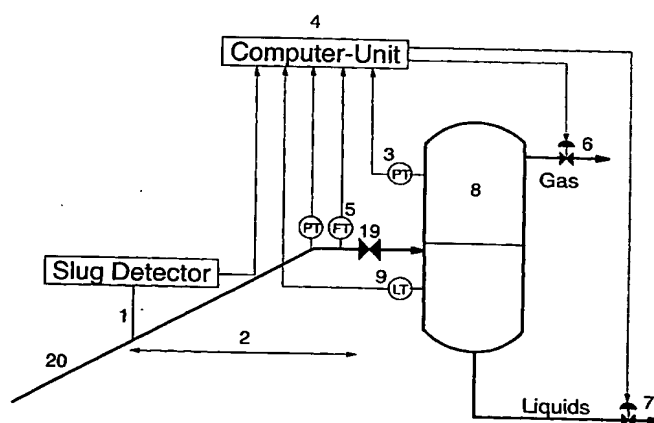 4
Computer-Unit
3
PT
6
Gas
8
5
PT
FT
19
Slug Detector
9
LT
1
2
20
Liquids
7